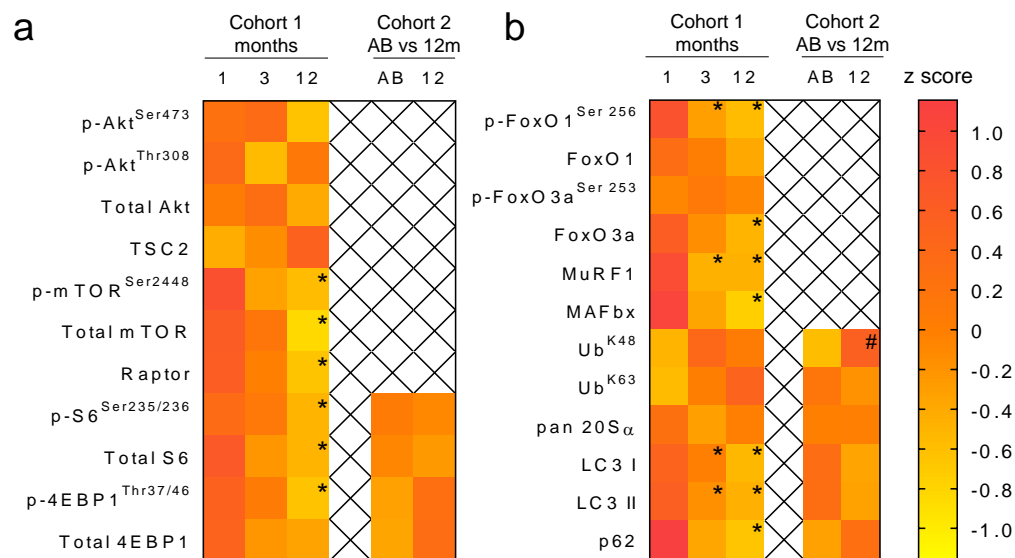 a
Cohort 1
months
Cohort 2
AB vs 12m
1 3 12 AB 12
p-Akt^Ser473
p-Akt^Thr308
Total Akt
TSC2
p-mTOR^Ser2448 *
Total mTOR *
Raptor *
p-S6^Ser235/236 *
Total S6 *
p-4EBP1^Thr37/46 *
Total 4EBP1
b
Cohort 1
months
Cohort 2
AB vs 12m
1 3 12 AB 12
p-FoxO1^Ser 256 * *
FoxO1
p-FoxO3a^Ser 253
FoxO3a *
MuRF1 * *
MAFbx *
Ub^K48 #
Ub^K63
pan 20Sα
LC3 I * *
LC3 II * *
p62 *
z score
1.0
0.8
0.6
0.4
0.2
0
-0.2
-0.4
-0.6
-0.8
-1.0